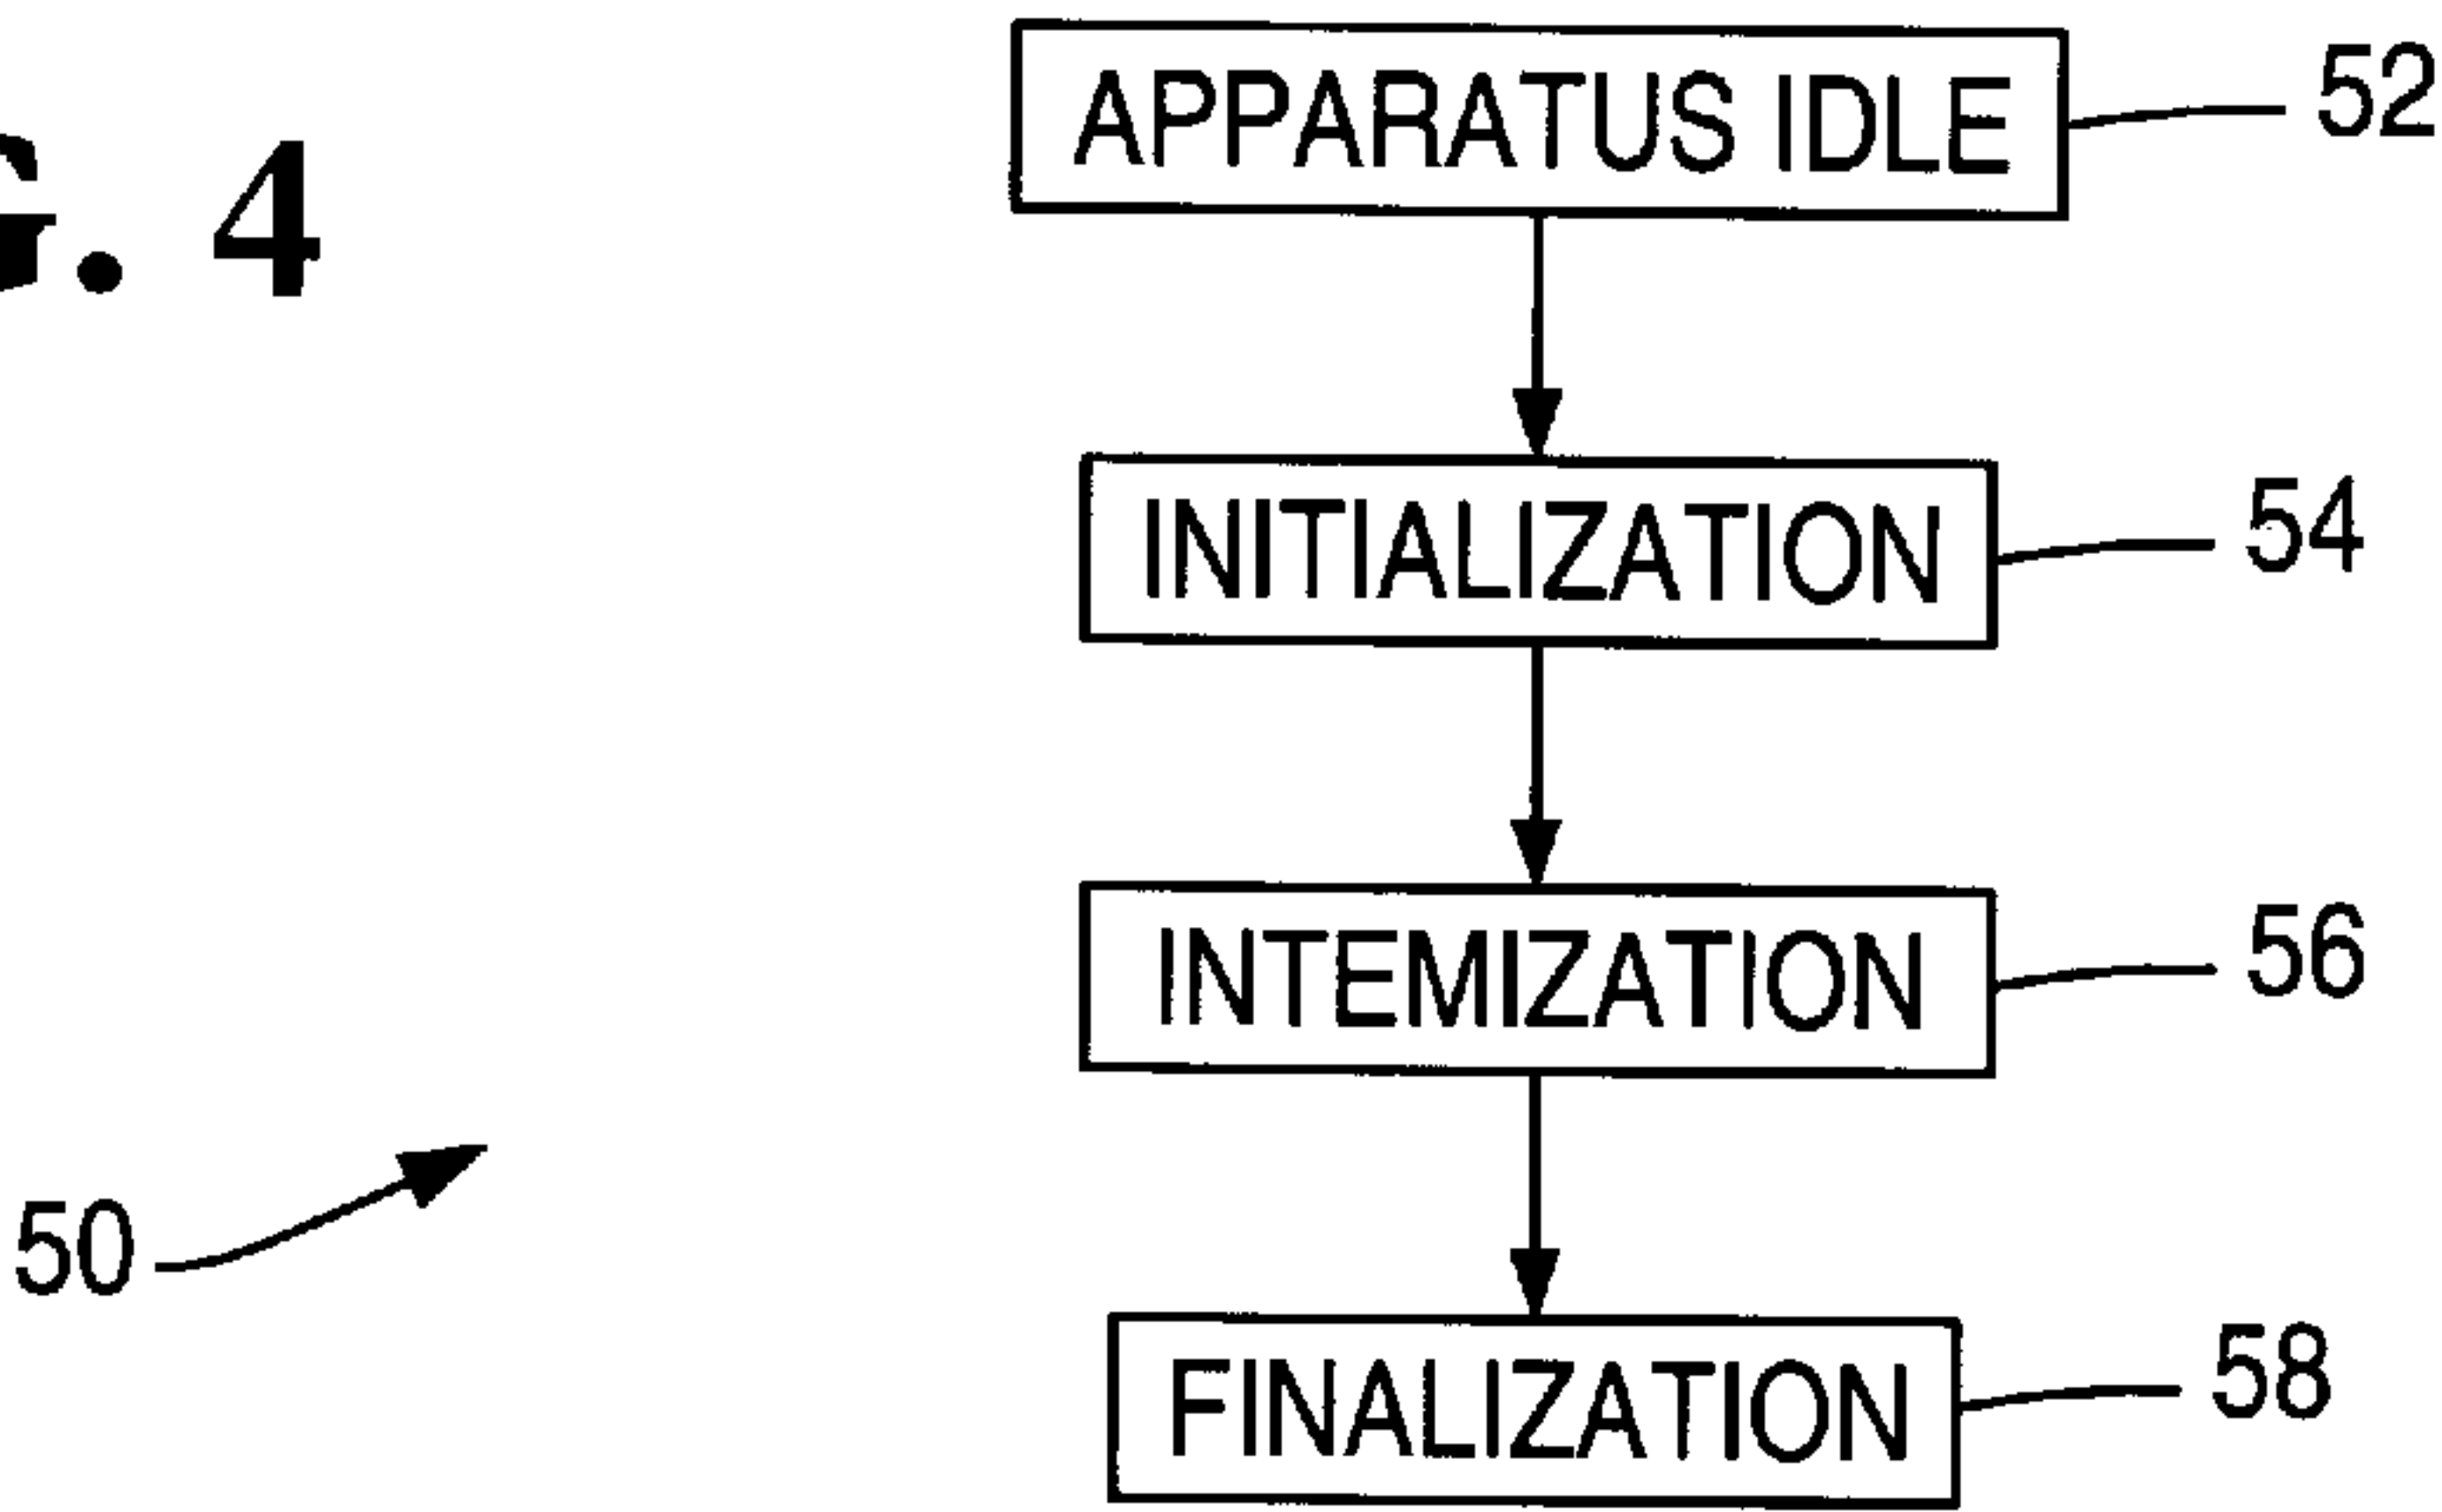 G. 4
APPARATUS IDLE 52
INITIALIZATION 54
INTEMIZATION 56
50
FINALIZATION 58